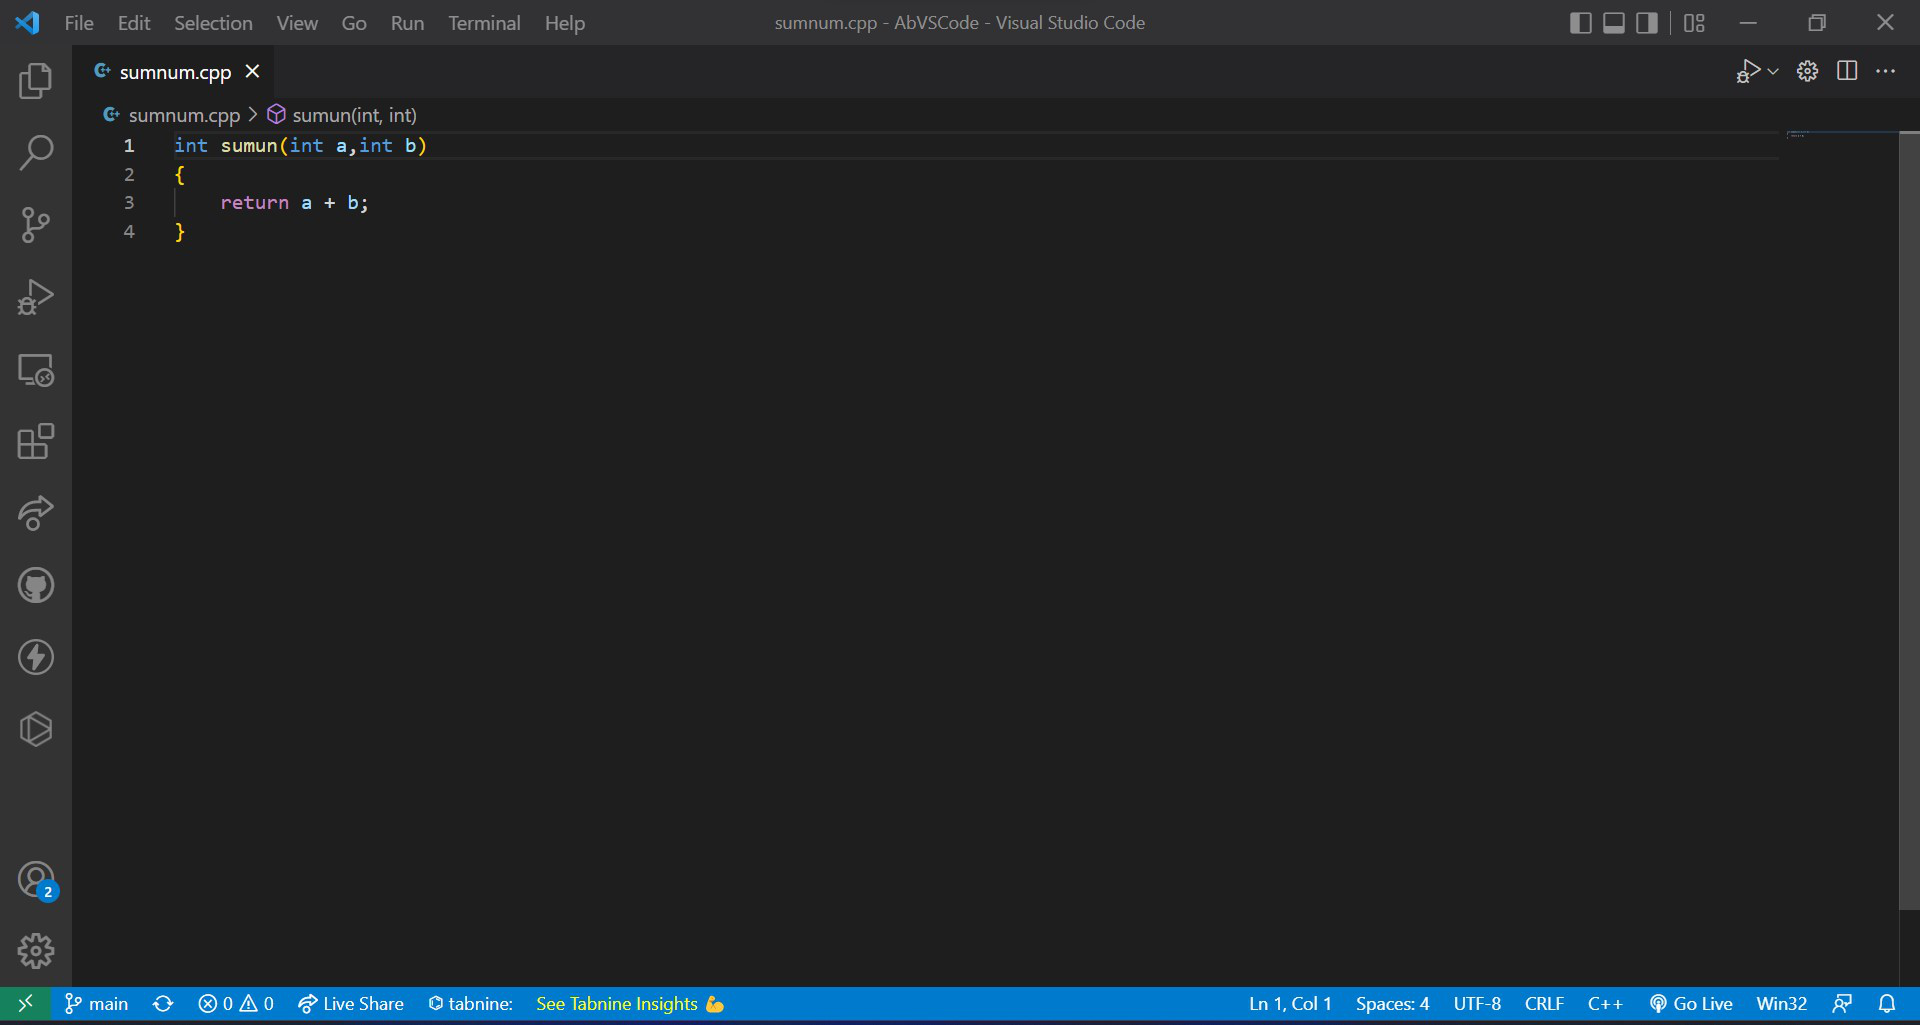 File Edit Selection View Go Run Terminal Help sumnum.cpp - AbVSCode - Visual Studio Code
sumnum.cpp
sumnum.cpp > sumun(int, int)
1 int sumun(int a,int b)
2 {
3 return a + b;
4 }
2
main 0 0 Live Share tabnine: See Tabnine Insights 💪 Ln 1, Col 1 Spaces: 4 UTF-8 CRLF C++ Go Live Win32